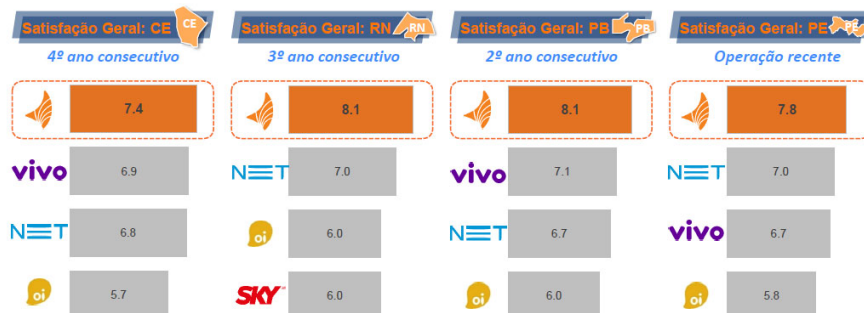 Satisfação Geral: CE
CE
4º ano consecutivo
7.4
vivo
6.9
NET
6.8
oi
5.7
Satisfação Geral: RN
RN
3º ano consecutivo
8.1
NET
7.0
oi
6.0
SKY
6.0
Satisfação Geral: PB
PB
2º ano consecutivo
8.1
vivo
7.1
NET
6.7
oi
6.0
Satisfação Geral: PE
PE
Operação recente
7.8
NET
7.0
vivo
6.7
oi
5.8